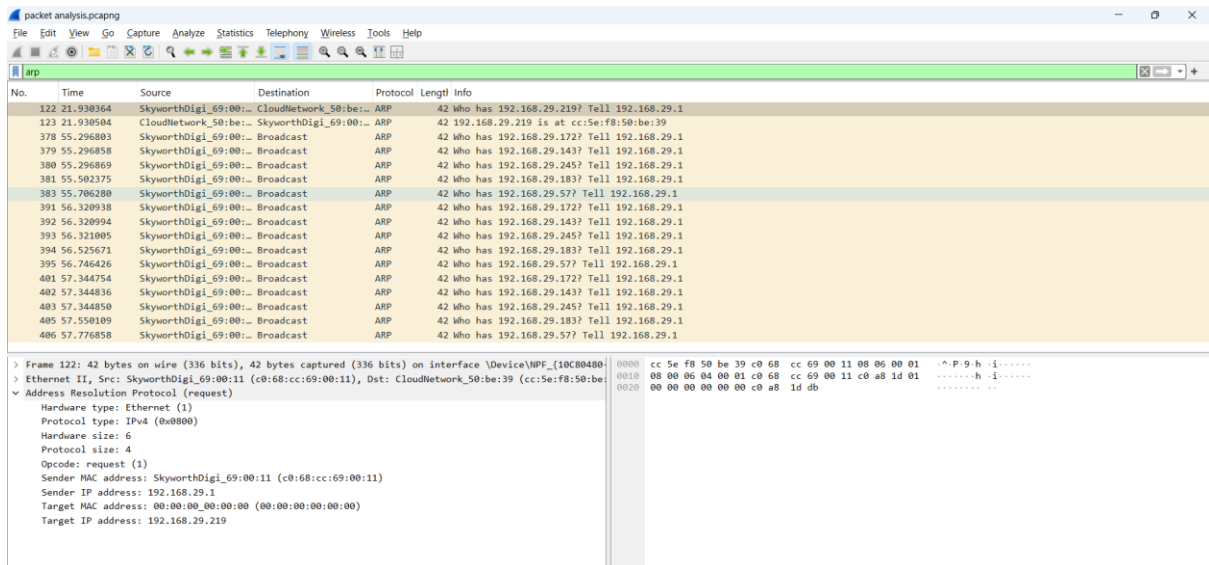 packet analysis.pcapng
File Edit View Go Capture Analyze Statistics Telephony Wireless Tools Help
arp
No. Time Source Destination Protocol Lengtl Info
122 21.930364 SkyworthDigi_69:00:… CloudNetwork_50:be:… ARP 42 Who has 192.168.29.219? Tell 192.168.29.1
123 21.930504 CloudNetwork_50:be:… SkyworthDigi_69:00:… ARP 42 192.168.29.219 is at cc:5e:f8:50:be:39
378 55.296803 SkyworthDigi_69:00:… Broadcast ARP 42 Who has 192.168.29.172? Tell 192.168.29.1
379 55.296858 SkyworthDigi_69:00:… Broadcast ARP 42 Who has 192.168.29.143? Tell 192.168.29.1
380 55.296869 SkyworthDigi_69:00:… Broadcast ARP 42 Who has 192.168.29.245? Tell 192.168.29.1
381 55.502375 SkyworthDigi_69:00:… Broadcast ARP 42 Who has 192.168.29.183? Tell 192.168.29.1
383 55.706280 SkyworthDigi_69:00:… Broadcast ARP 42 Who has 192.168.29.57? Tell 192.168.29.1
391 56.320938 SkyworthDigi_69:00:… Broadcast ARP 42 Who has 192.168.29.172? Tell 192.168.29.1
392 56.320994 SkyworthDigi_69:00:… Broadcast ARP 42 Who has 192.168.29.143? Tell 192.168.29.1
393 56.321005 SkyworthDigi_69:00:… Broadcast ARP 42 Who has 192.168.29.245? Tell 192.168.29.1
394 56.525671 SkyworthDigi_69:00:… Broadcast ARP 42 Who has 192.168.29.183? Tell 192.168.29.1
395 56.746426 SkyworthDigi_69:00:… Broadcast ARP 42 Who has 192.168.29.57? Tell 192.168.29.1
401 57.344754 SkyworthDigi_69:00:… Broadcast ARP 42 Who has 192.168.29.172? Tell 192.168.29.1
402 57.344836 SkyworthDigi_69:00:… Broadcast ARP 42 Who has 192.168.29.143? Tell 192.168.29.1
403 57.344850 SkyworthDigi_69:00:… Broadcast ARP 42 Who has 192.168.29.245? Tell 192.168.29.1
405 57.550109 SkyworthDigi_69:00:… Broadcast ARP 42 Who has 192.168.29.183? Tell 192.168.29.1
406 57.776858 SkyworthDigi_69:00:… Broadcast ARP 42 Who has 192.168.29.57? Tell 192.168.29.1
Frame 122: 42 bytes on wire (336 bits), 42 bytes captured (336 bits) on interface \Device\NPF_{10C80480-
Ethernet II, Src: SkyworthDigi_69:00:11 (c0:68:cc:69:00:11), Dst: CloudNetwork_50:be:39 (cc:5e:f8:50:be:
Address Resolution Protocol (request)
Hardware type: Ethernet (1)
Protocol type: IPv4 (0x0800)
Hardware size: 6
Protocol size: 4
Opcode: request (1)
Sender MAC address: SkyworthDigi_69:00:11 (c0:68:cc:69:00:11)
Sender IP address: 192.168.29.1
Target MAC address: 00:00:00_00:00:00 (00:00:00:00:00:00)
Target IP address: 192.168.29.219
0000 cc 5e f8 50 be 39 c0 68 cc 69 00 11 08 06 00 01 ·^·P·9·h ·i······
0010 08 00 06 04 00 01 c0 68 cc 69 00 11 c0 a8 1d 01 ·······h ·i······
0020 00 00 00 00 00 00 c0 a8 1d db ········ ··